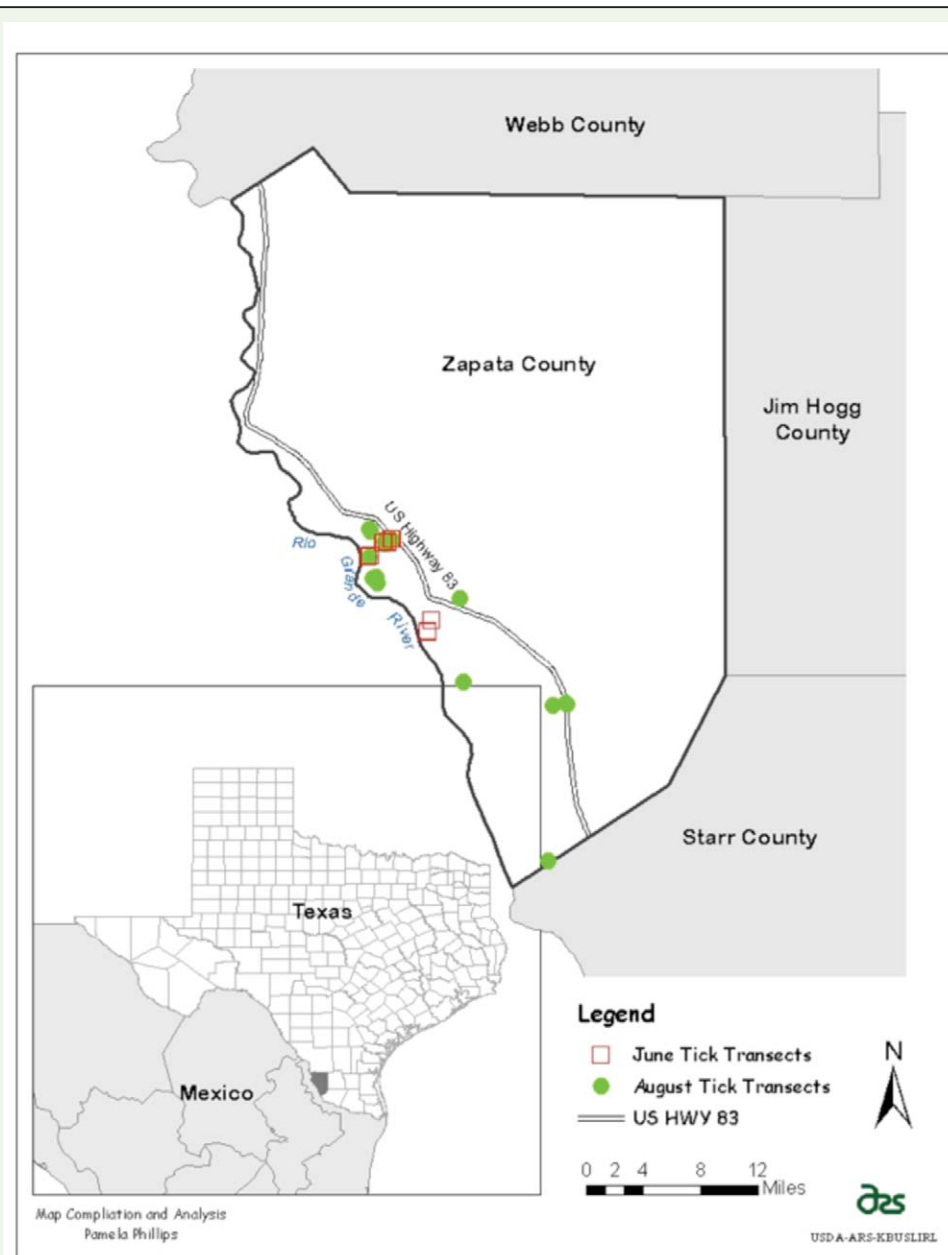 Webb County
Zapata County
Jim Hogg
County
US Highway 83
Rio
Grande
River
Starr County
Texas
Mexico
Legend
June Tick Transects
August Tick Transects
US HWY 83
N
0 2 4 8 12
Miles
Map Compliation and Analysis
Pamela Phillips
ars
USDA-ARS-KBUSLIRL